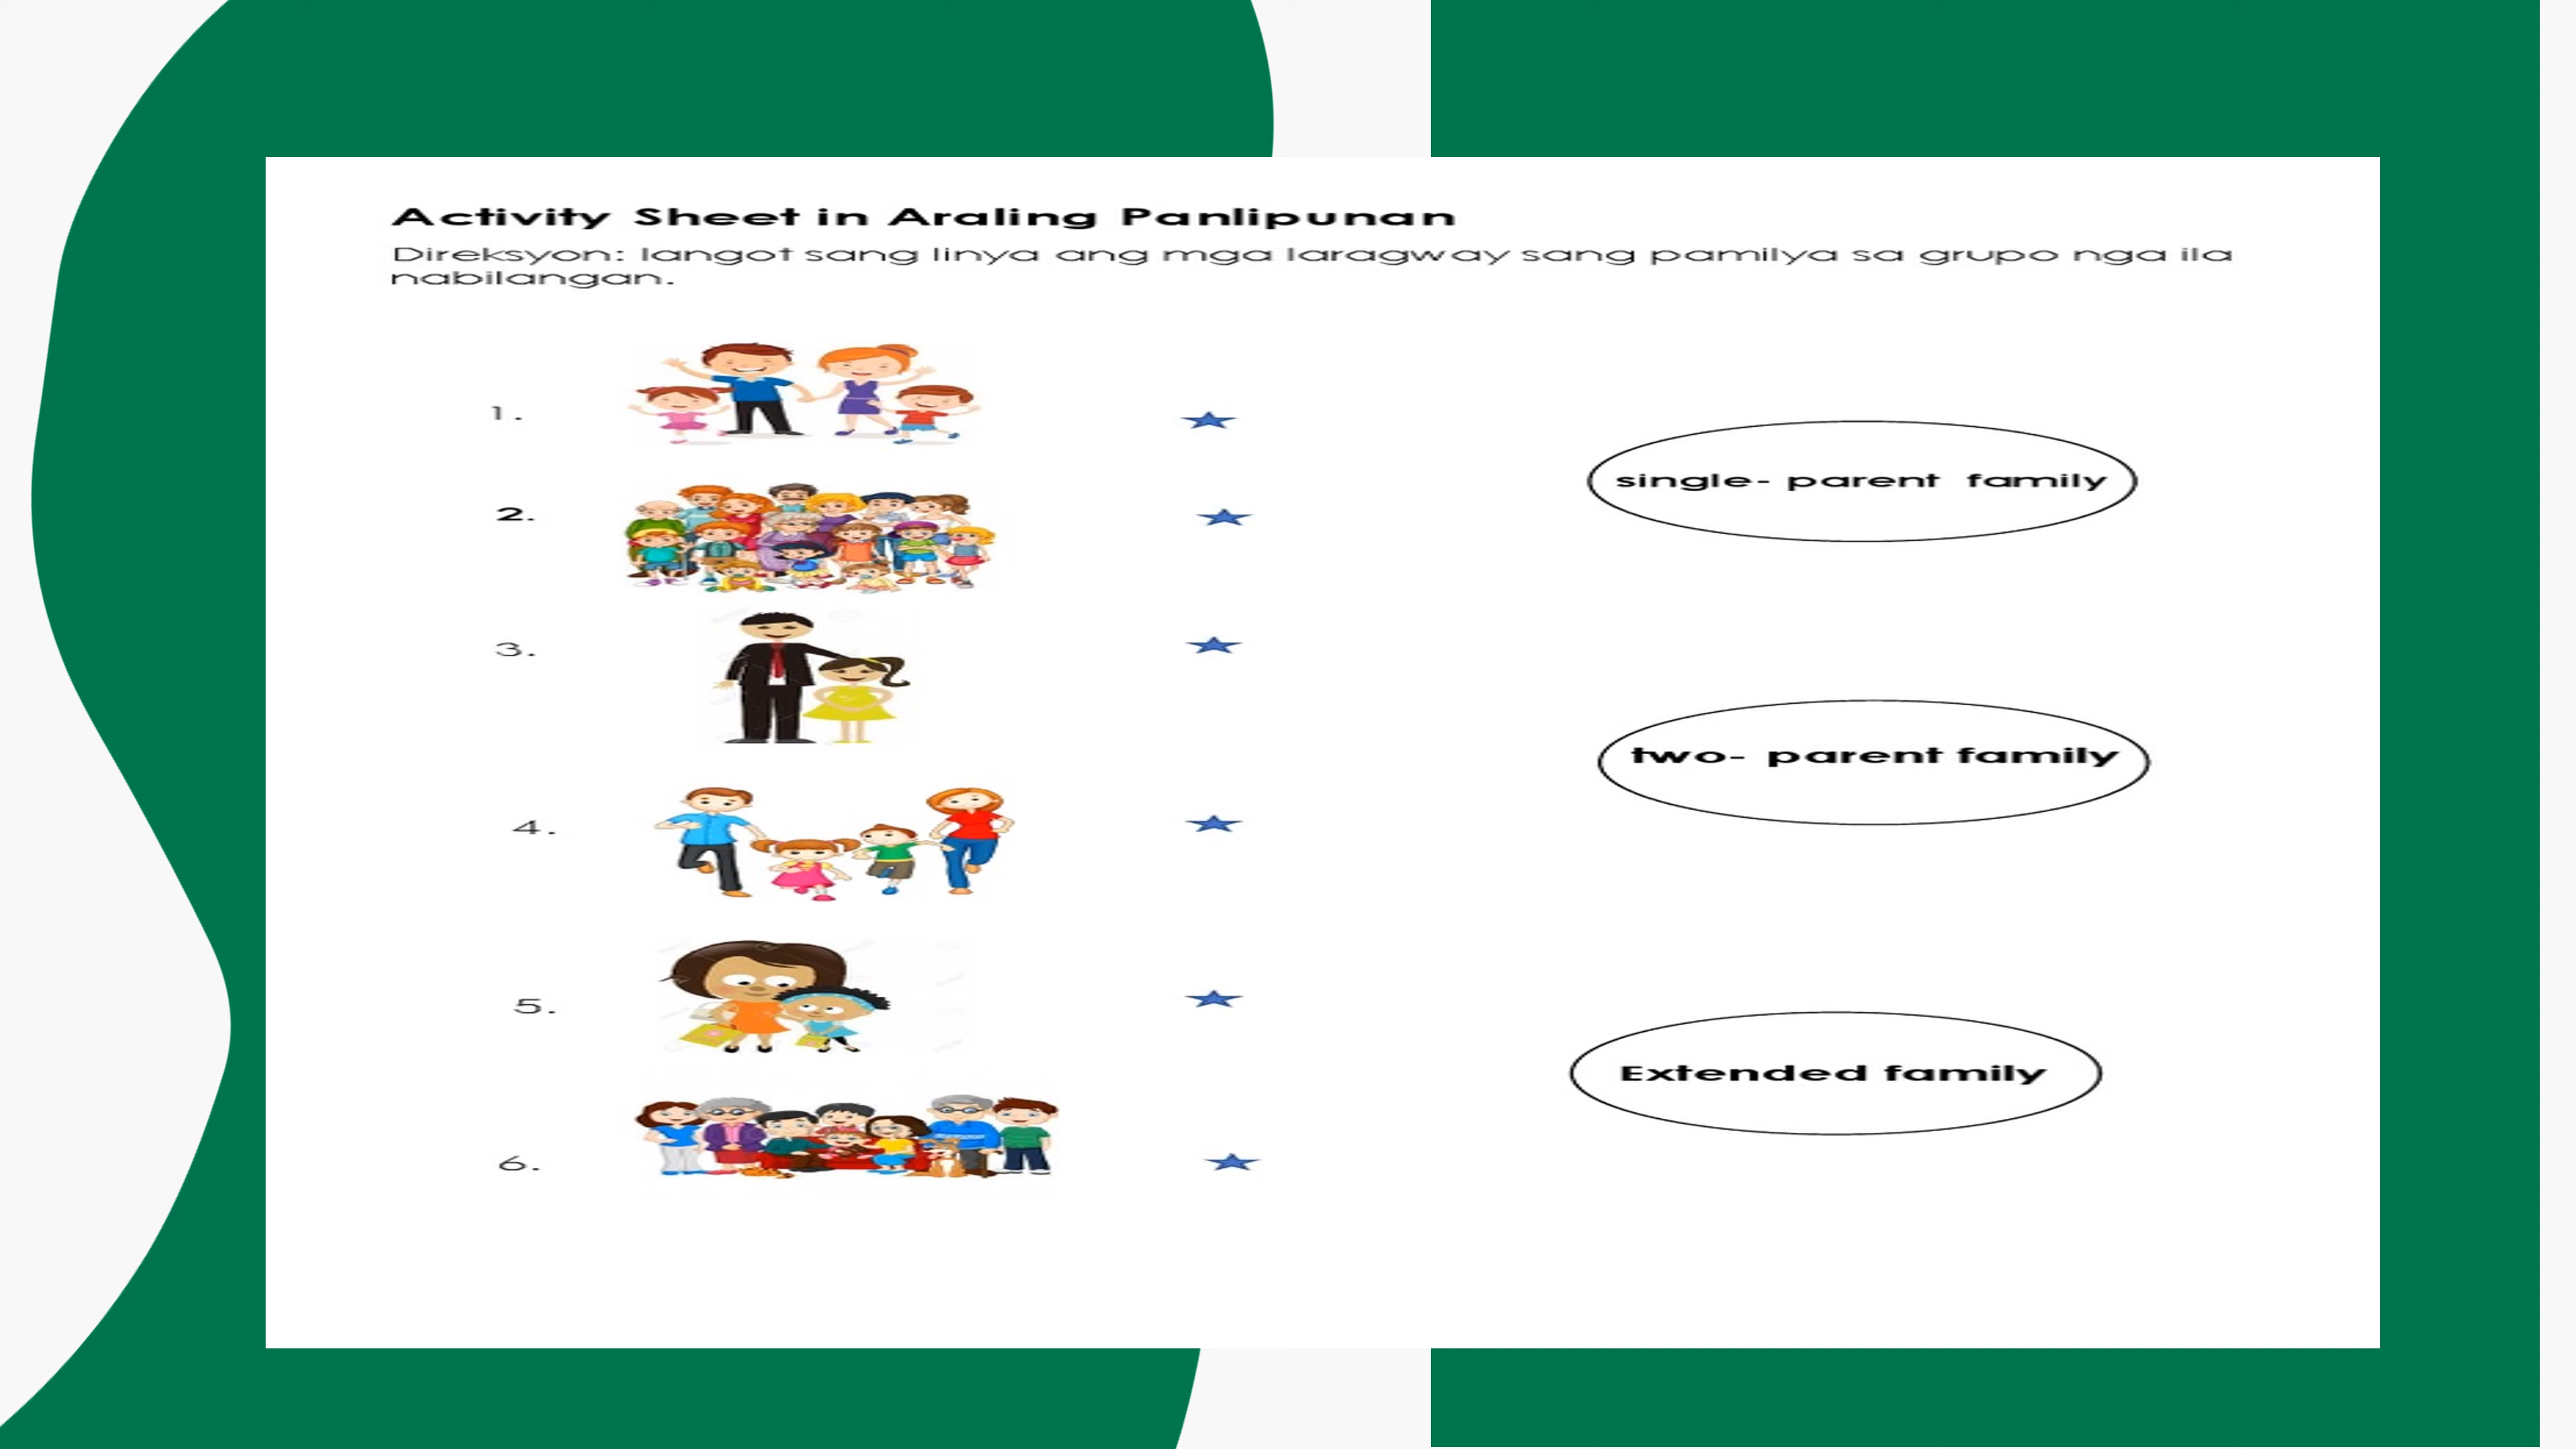 Activity Sheet in Araling Panlipunan
Direksyon: langot sang linya ang mga laragway sang pamilya sa grupo nga ila
nabilangan.
1.
2.
single- parent family
3.
two- parent family
4.
5.
Extended family
6.